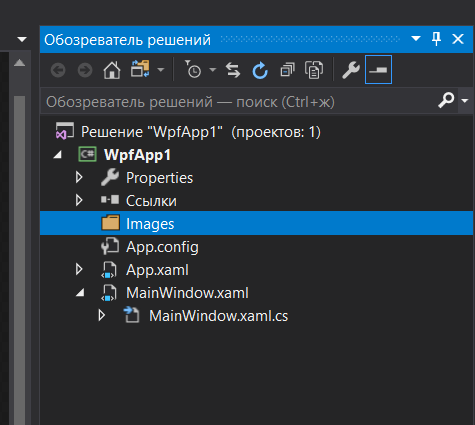 Обозреватель решений
Обозреватель решений — поиск (Ctrl+ж)
Решение "WpfApp1" (проектов: 1)
C# WpfApp1
Properties
Ссылки
Images
App.config
App.xaml
MainWindow.xaml
MainWindow.xaml.cs